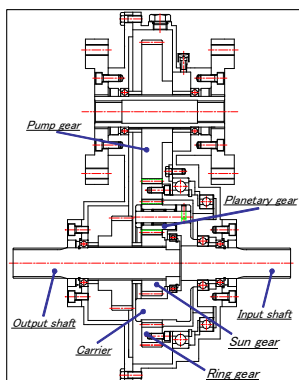 Pump gear
Planetary gear
Output shaft
Input shaft
Carrier
Sun gear
Ring gear